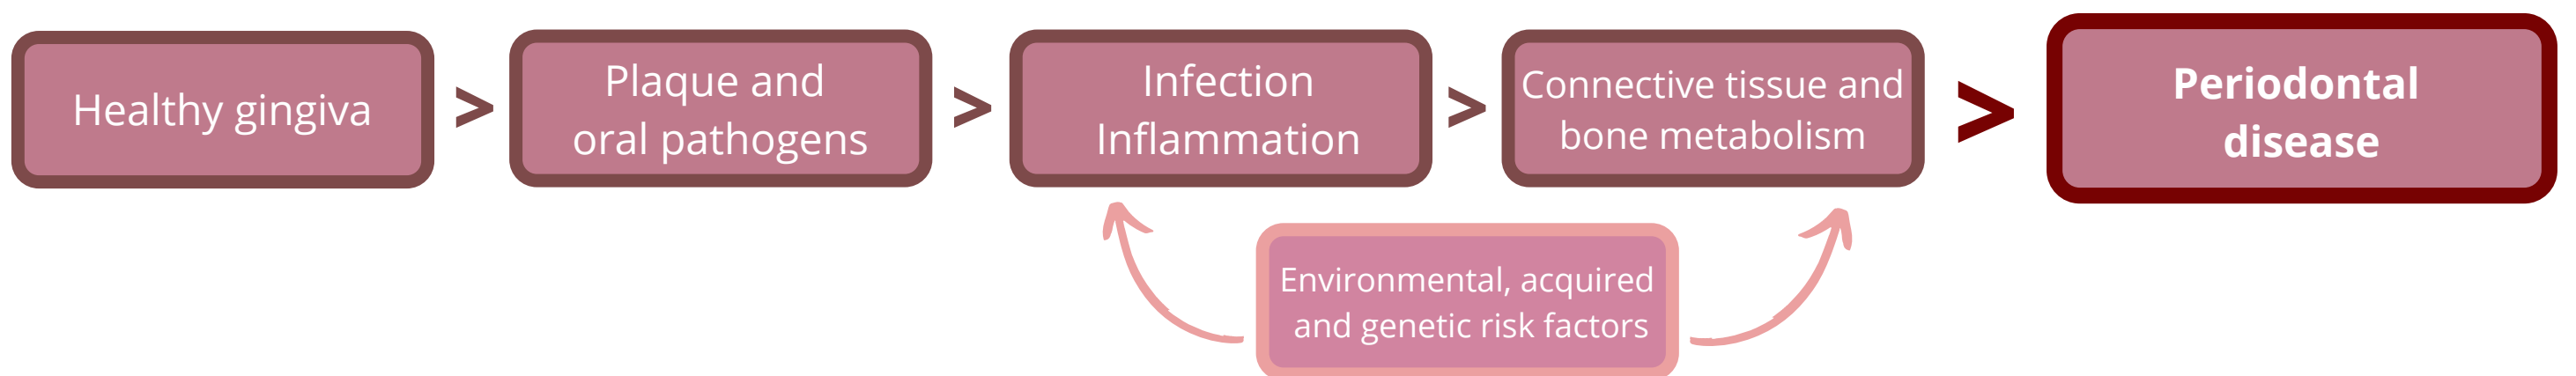 Healthy gingiva
>
Plaque and
oral pathogens
>
Infection
Inflammation
>
Connective tissue and
bone metabolism
>
Periodontal
disease
Environmental, acquired
and genetic risk factors